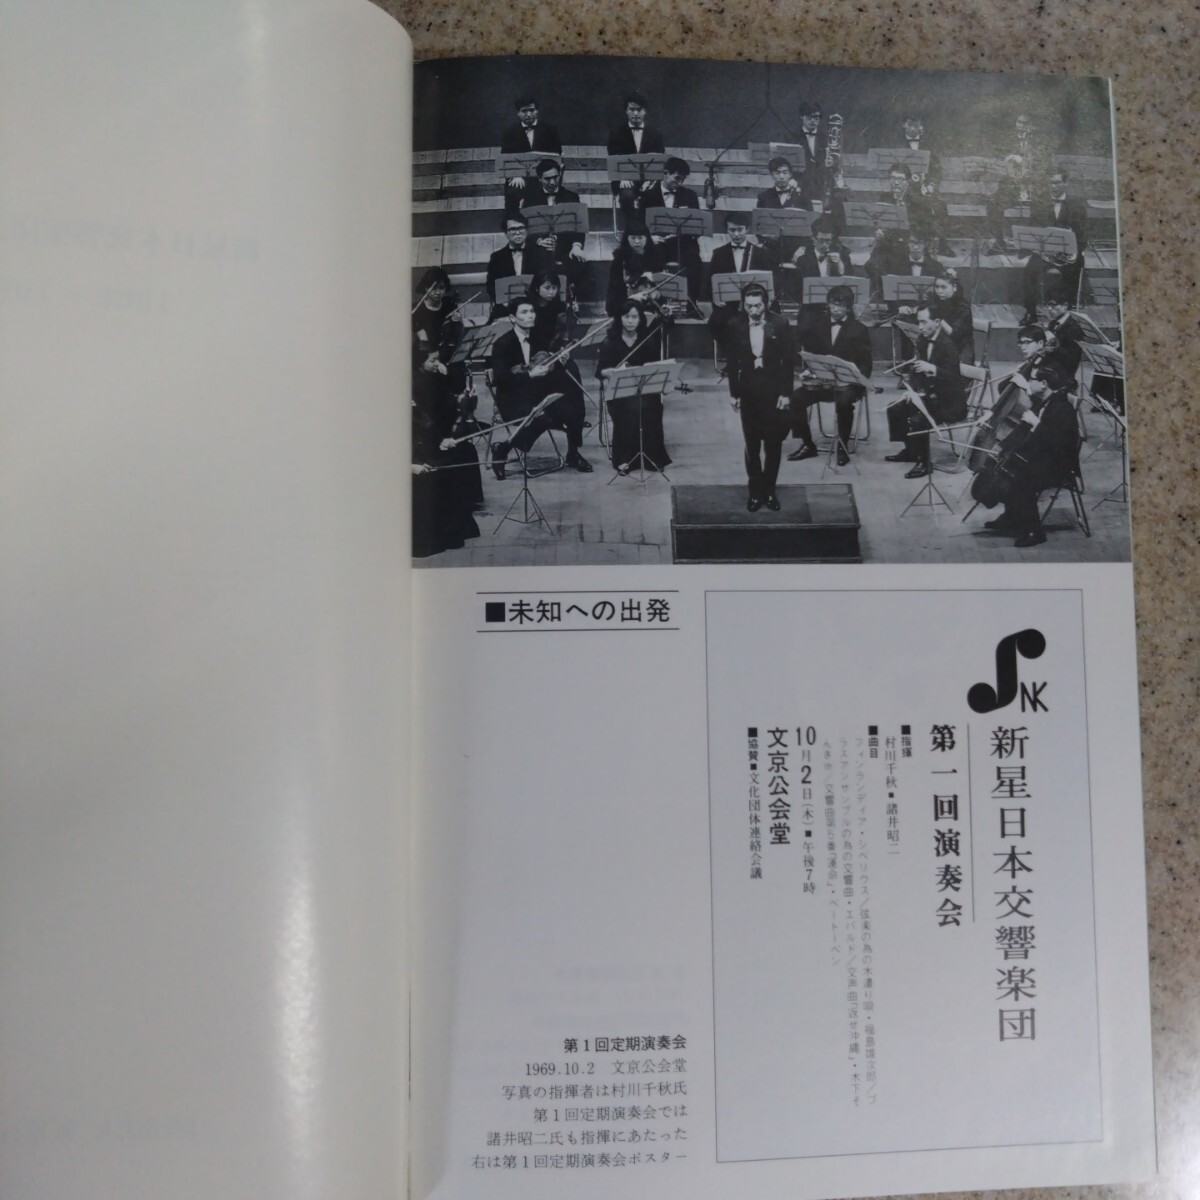 ■未知への出発
NK
新星日本交響楽団
第一回演奏会
■指揮
村川千秋■諸井昭二
■曲目
フィンランディア・シベリウス/弦楽の為の木遣り唄・福島雄次郎/ブ
ラスアンサンブルの為の交響曲・エバルド/交声曲「返せ沖縄」・木下そ
んき他/交響曲第5番「運命」・ベートーベン
10月2日(木)■午後7時
文京公会堂
■協賛■文化団体連絡会議
第1回定期演奏会
1969.10.2 文京公会堂
写真の指揮者は村川千秋氏
第1回定期演奏会では
諸井昭二氏も指揮にあたった
右は第1回定期演奏会ポスター